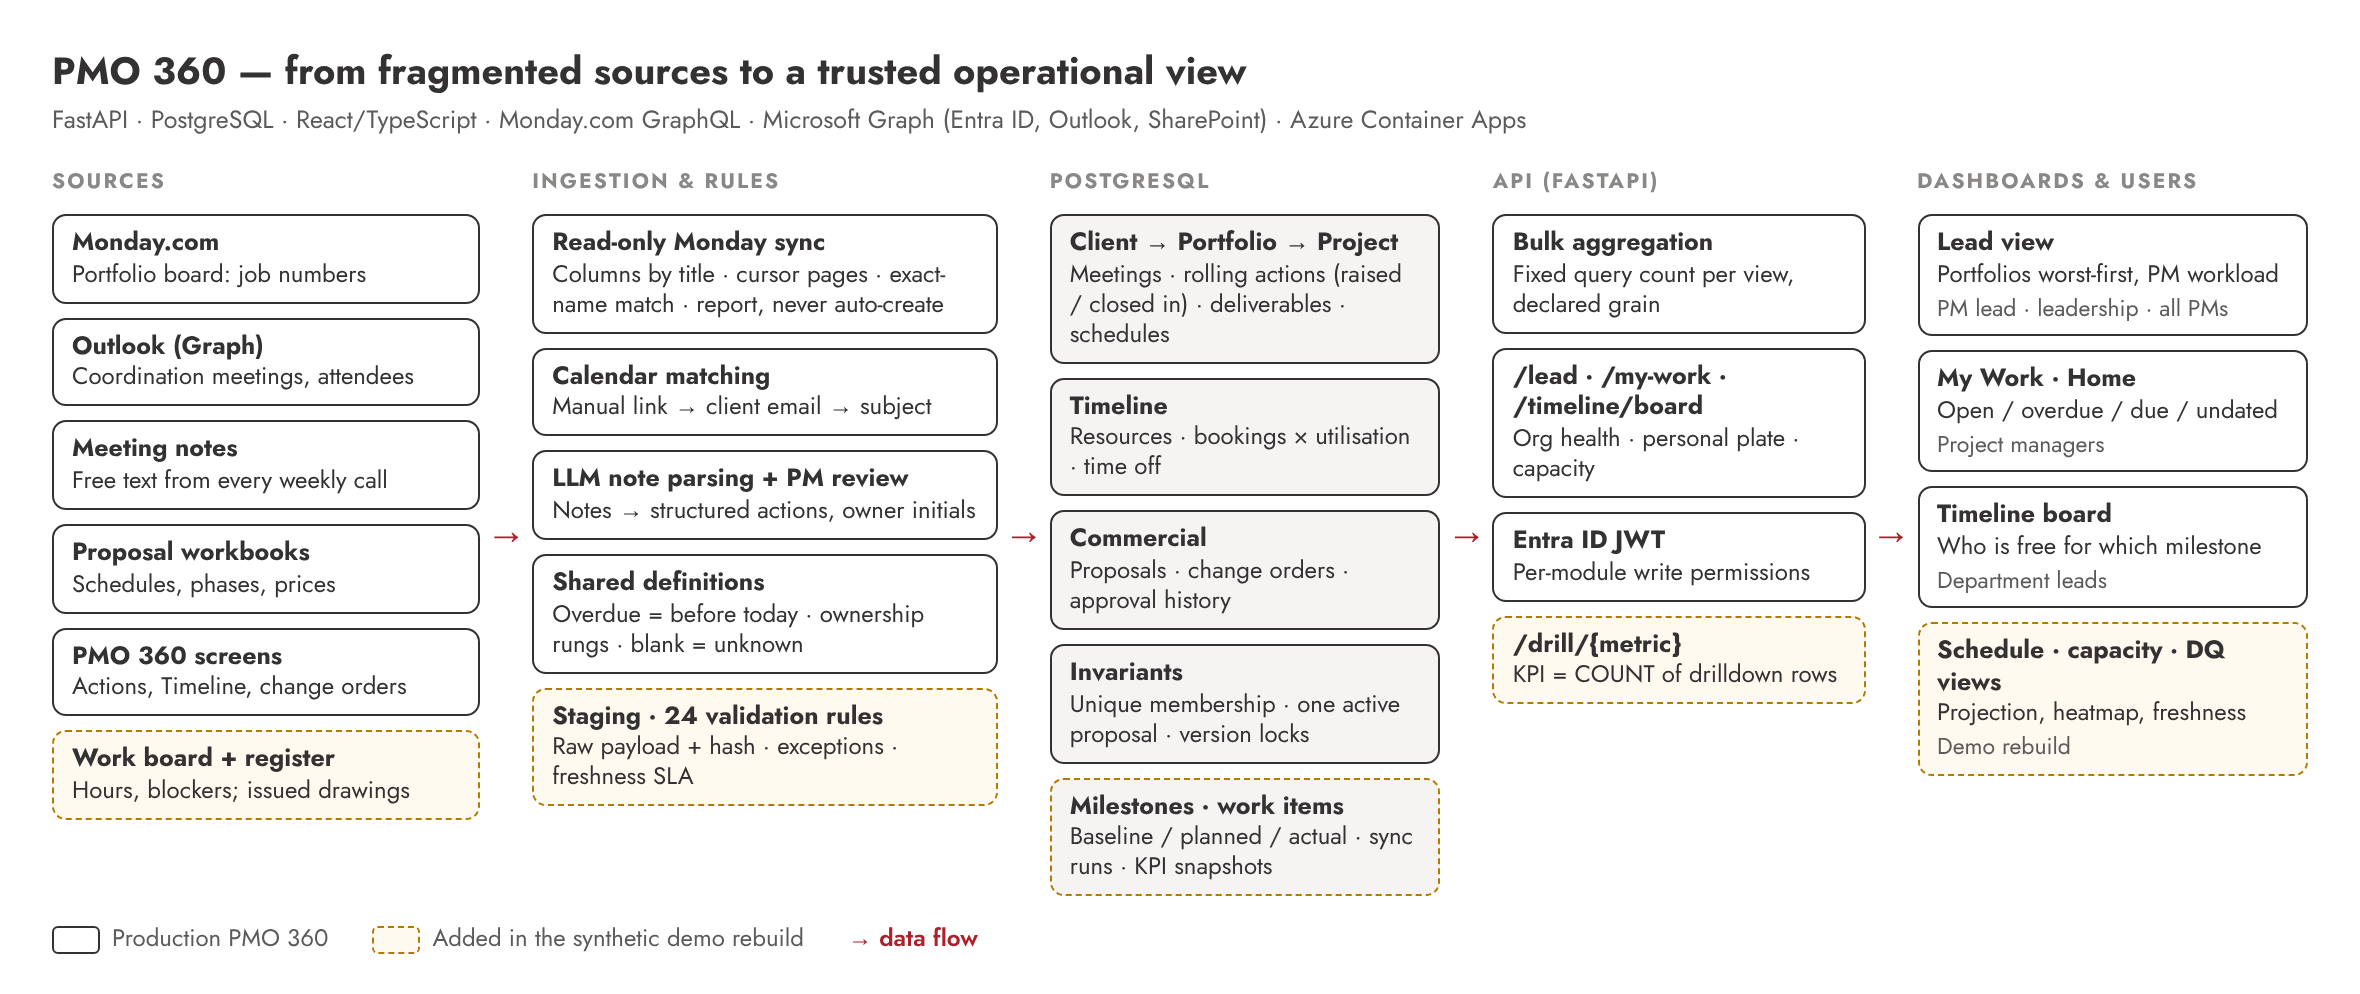 PMO 360 — from fragmented sources to a trusted operational view
FastAPI · PostgreSQL · React/TypeScript · Monday.com GraphQL · Microsoft Graph (Entra ID, Outlook, SharePoint) · Azure Container Apps
SOURCES
Monday.com
Portfolio board: job numbers
Outlook (Graph)
Coordination meetings, attendees
Meeting notes
Free text from every weekly call
Proposal workbooks
Schedules, phases, prices
PMO 360 screens
Actions, Timeline, change orders
Work board + register
Hours, blockers; issued drawings
→
INGESTION & RULES
Read-only Monday sync
Columns by title · cursor pages · exact-
name match · report, never auto-create
Calendar matching
Manual link → client email → subject
LLM note parsing + PM review
Notes → structured actions, owner initials
Shared definitions
Overdue = before today · ownership
rungs · blank = unknown
Staging · 24 validation rules
Raw payload + hash · exceptions ·
freshness SLA
→
POSTGRESQL
Client → Portfolio → Project
Meetings · rolling actions (raised
/ closed in) · deliverables ·
schedules
Timeline
Resources · bookings × utilisation
· time off
Commercial
Proposals · change orders ·
approval history
Invariants
Unique membership · one active
proposal · version locks
Milestones · work items
Baseline / planned / actual · sync
runs · KPI snapshots
→
API (FASTAPI)
Bulk aggregation
Fixed query count per view,
declared grain
/lead · /my-work ·
/timeline/board
Org health · personal plate ·
capacity
Entra ID JWT
Per-module write permissions
/drill/{metric}
KPI = COUNT of drilldown rows
→
DASHBOARDS & USERS
Lead view
Portfolios worst-first, PM workload
PM lead · leadership · all PMs
My Work · Home
Open / overdue / due / undated
Project managers
Timeline board
Who is free for which milestone
Department leads
Schedule · capacity · DQ
views
Projection, heatmap, freshness
Demo rebuild
Production PMO 360
Added in the synthetic demo rebuild
→ data flow